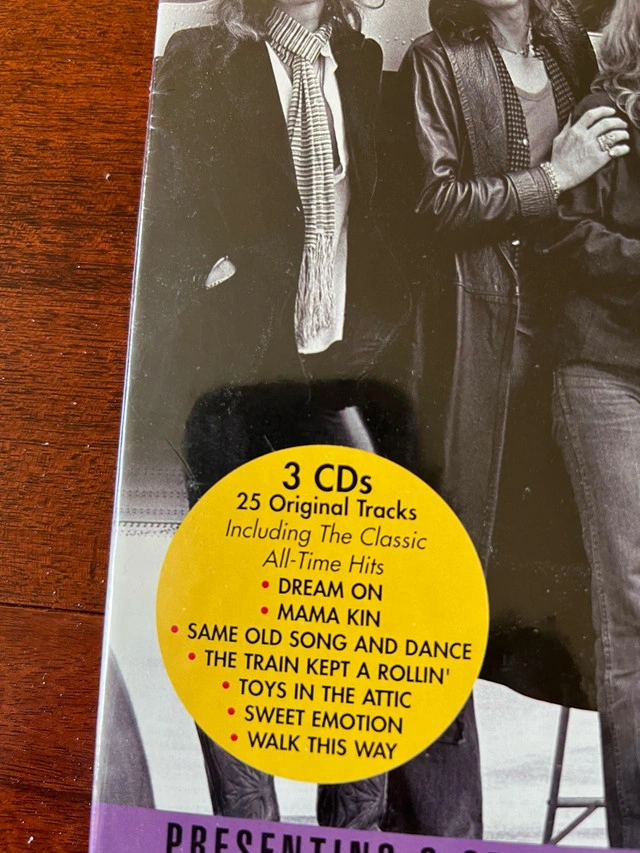 3 CDs
25 Original Tracks
Including The Classic
All-Time Hits
• DREAM ON
• MAMA KIN
• SAME OLD SONG AND DANCE
• THE TRAIN KEPT A ROLLIN'
• TOYS IN THE ATTIC
• SWEET EMOTION
• WALK THIS WAY
PRESENTING